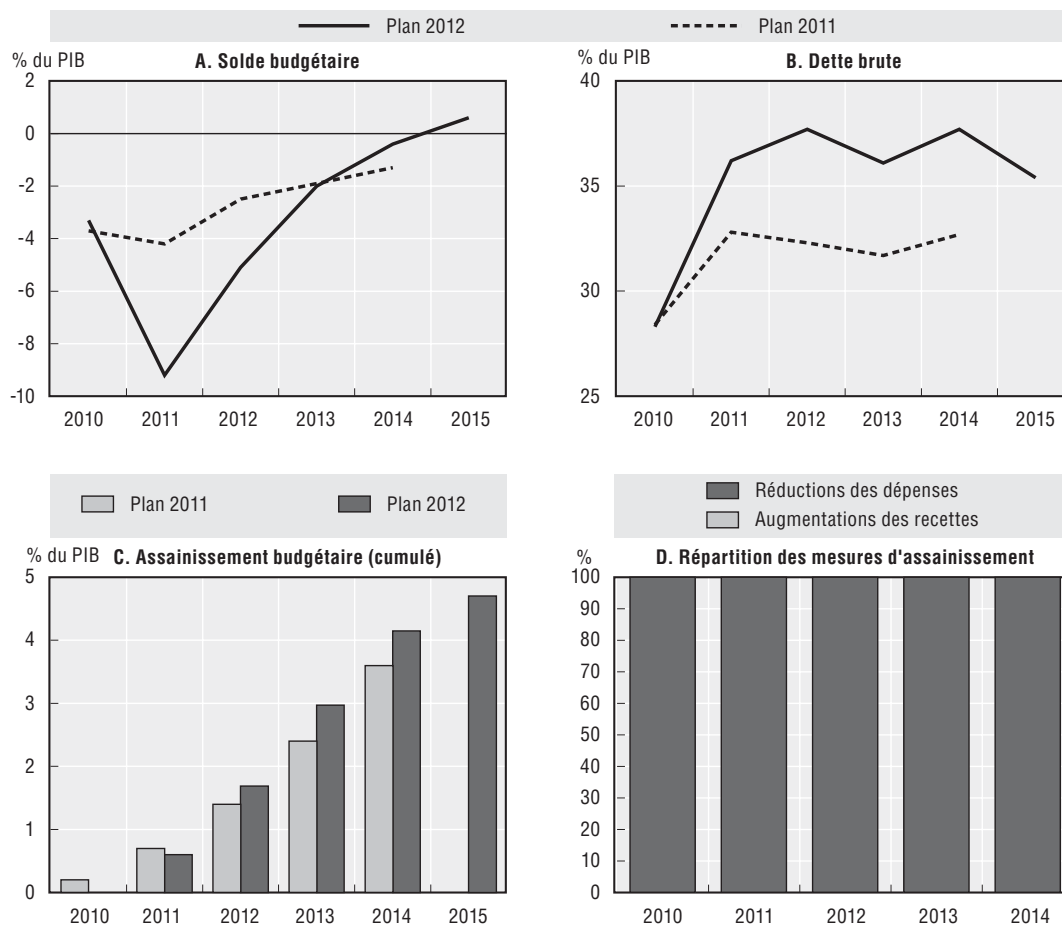 Plan 2012 Plan 2011
% du PIB A. Solde budgétaire
2
0
-2
-4
-6
-8
-10
2010 2011 2012 2013 2014 2015
% du PIB B. Dette brute
40
35
30
25
2010 2011 2012 2013 2014 2015
Plan 2011 Plan 2012
% du PIB C. Assainissement budgétaire (cumulé)
5
4
3
2
1
0
2010 2011 2012 2013 2014 2015
Réductions des dépenses
Augmentations des recettes
% D. Répartition des mesures d'assainissement
100
90
80
70
60
50
40
30
20
10
0
2010 2011 2012 2013 2014